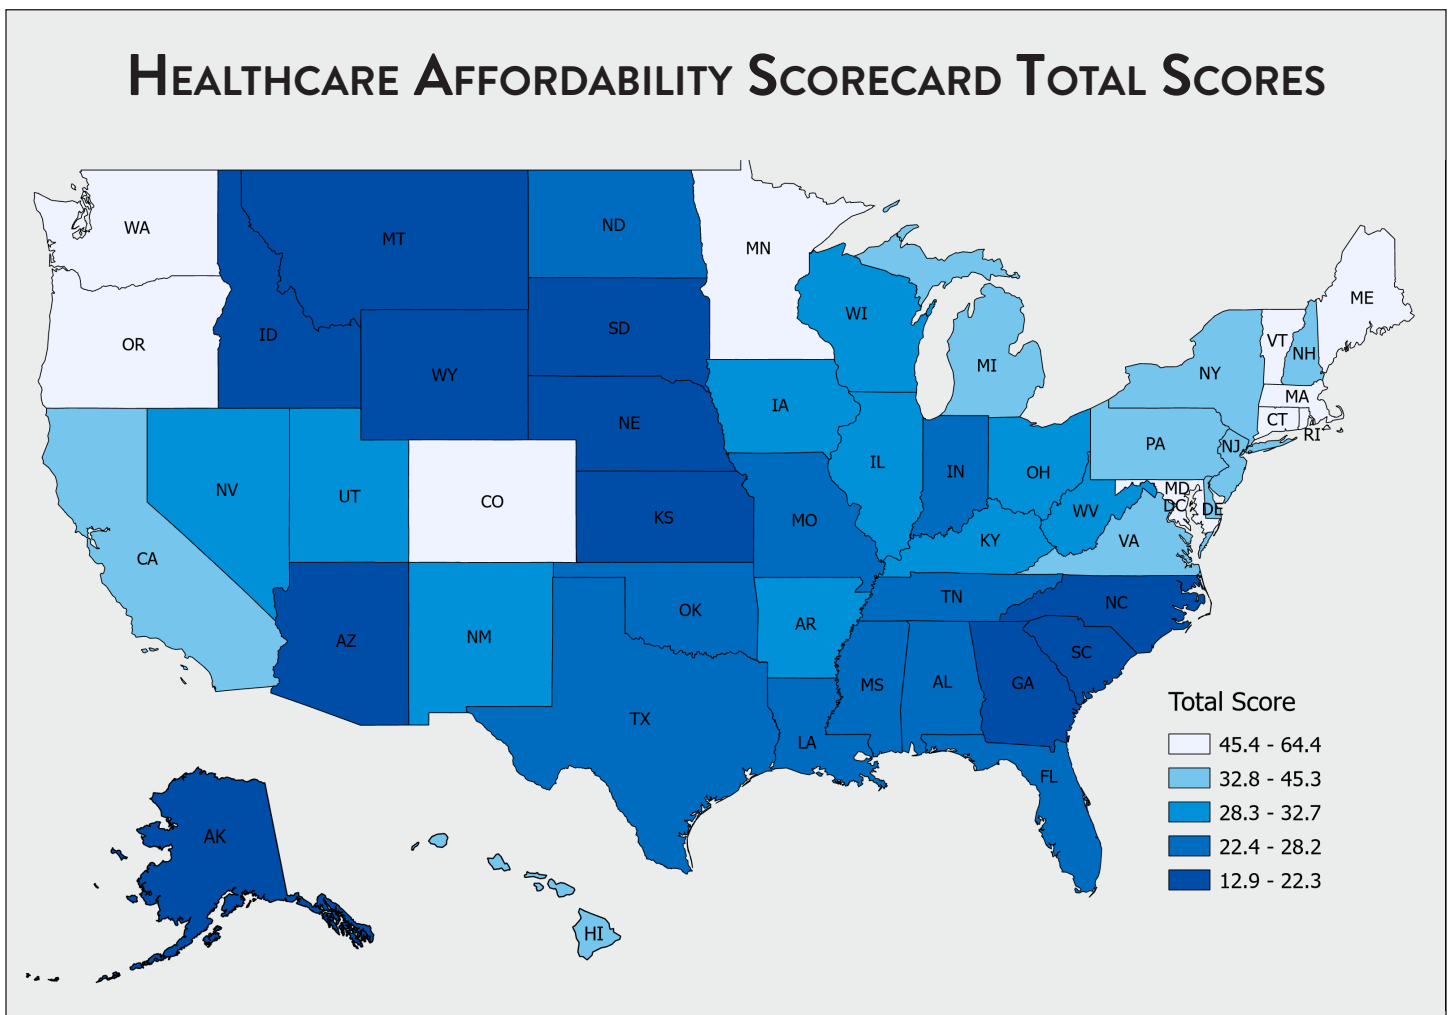 Healthcare Affordability Scorecard Total Scores
WA
MT
ND
MN
ME
OR
ID
SD
WI
VT
NH
WY
MI
NY
MA
IA
NE
CT
RI
PA
NJ
NV
UT
CO
IL
IN
OH
MD
DC
DE
KS
MO
WV
CA
KY
VA
AZ
NM
OK
AR
TN
NC
SC
TX
MS
AL
GA
LA
FL
AK
HI
Total Score
45.4 - 64.4
32.8 - 45.3
28.3 - 32.7
22.4 - 28.2
12.9 - 22.3